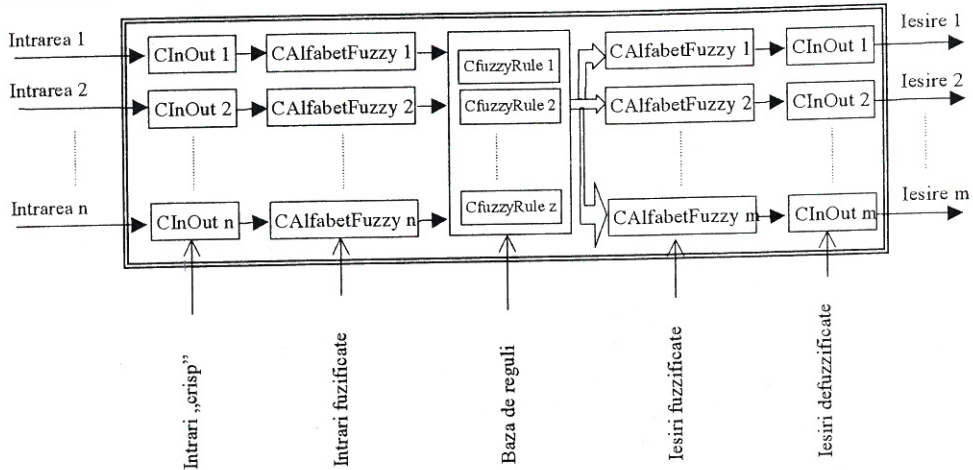 Intrarea 1
CInOut 1
CAlfabetFuzzy 1
CfuzzyRule 1
CAlfabetFuzzy 1
CInOut 1
Iesire 1
Intrarea 2
CInOut 2
CAlfabetFuzzy 2
CfuzzyRule 2
CAlfabetFuzzy 2
CInOut 2
Iesire 2
Intrarea n
CInOut n
CAlfabetFuzzy n
CfuzzyRule z
CAlfabetFuzzy m
CInOut m
Iesire m
Intrari „crisp”
Intrari fuzificate
Baza de reguli
Iesiri fuzzificate
Iesiri defuzzificate